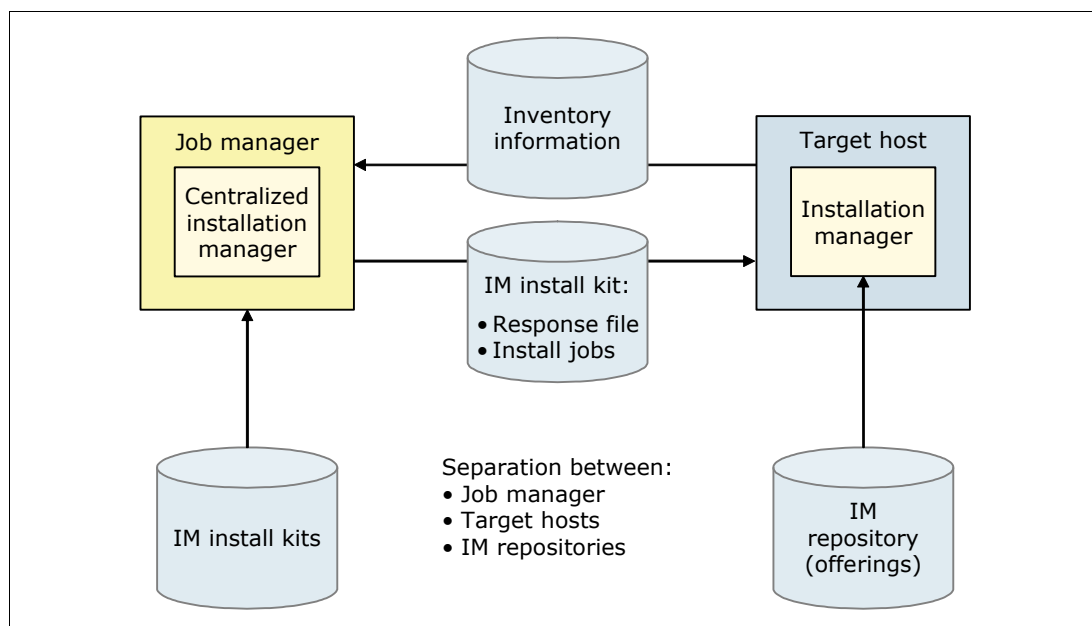 Inventory
information
Job manager
Centralized
installation
manager
Target host
Installation
manager
IM install kit:
• Response file
• Install jobs
IM install kits
Separation between:
• Job manager
• Target hosts
• IM repositories
IM
repository
(offerings)